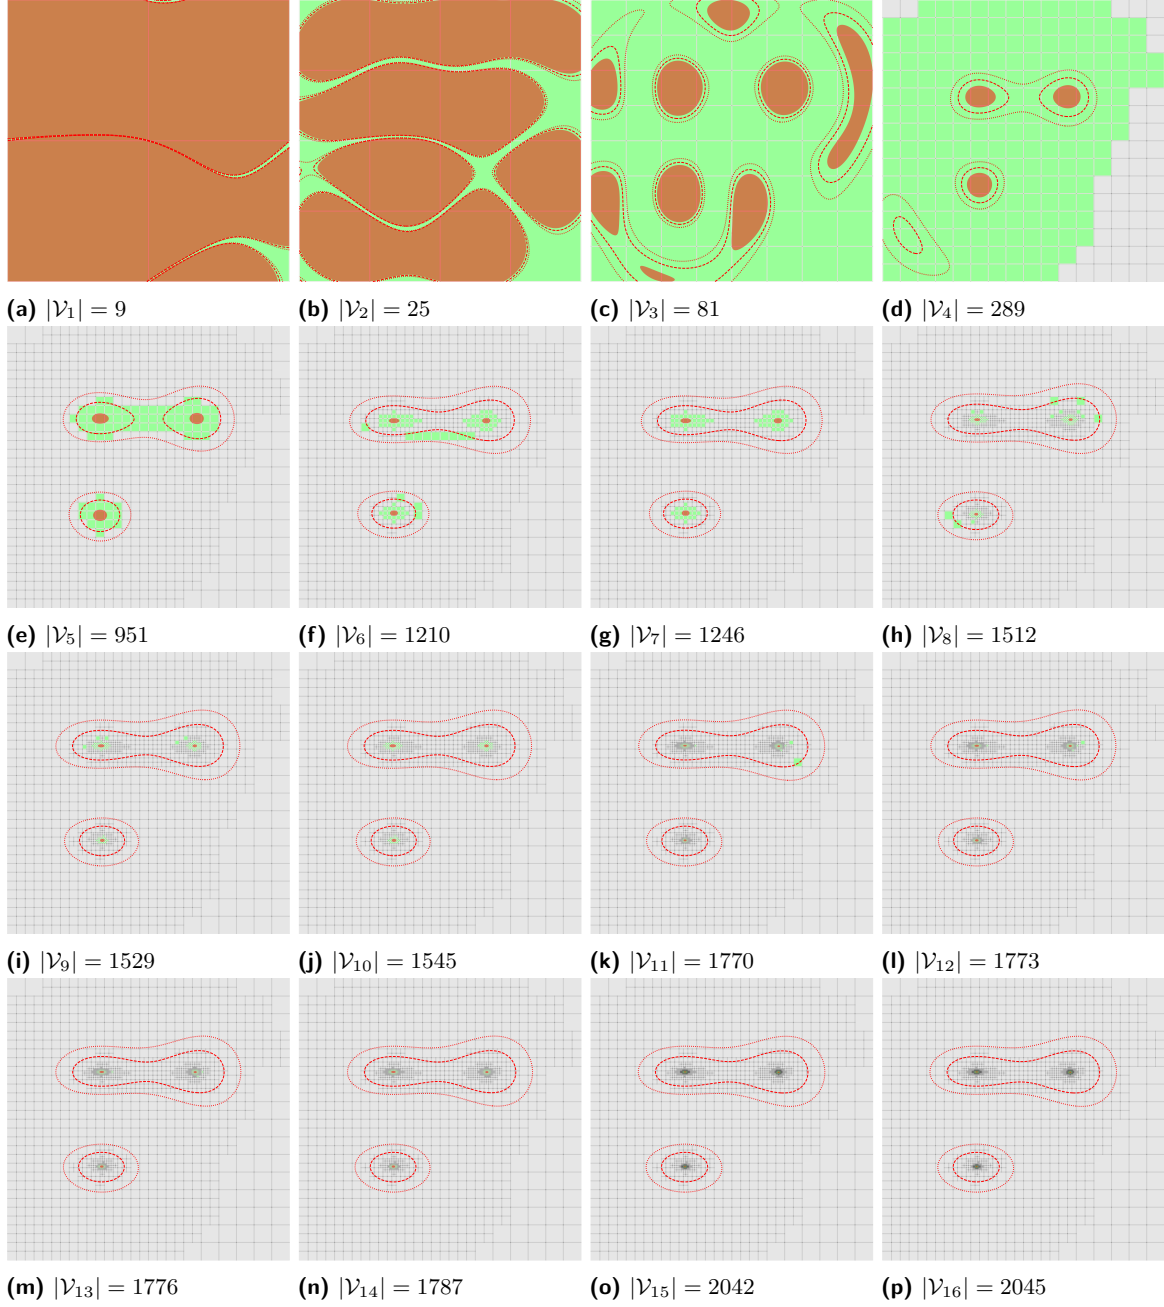 (a) |𝒱₁| = 9
(b) |𝒱₂| = 25
(c) |𝒱₃| = 81
(d) |𝒱₄| = 289
(e) |𝒱₅| = 951
(f) |𝒱₆| = 1210
(g) |𝒱₇| = 1246
(h) |𝒱₈| = 1512
(i) |𝒱₉| = 1529
(j) |𝒱₁₀| = 1545
(k) |𝒱₁₁| = 1770
(l) |𝒱₁₂| = 1773
(m) |𝒱₁₃| = 1776
(n) |𝒱₁₄| = 1787
(o) |𝒱₁₅| = 2042
(p) |𝒱₁₆| = 2045